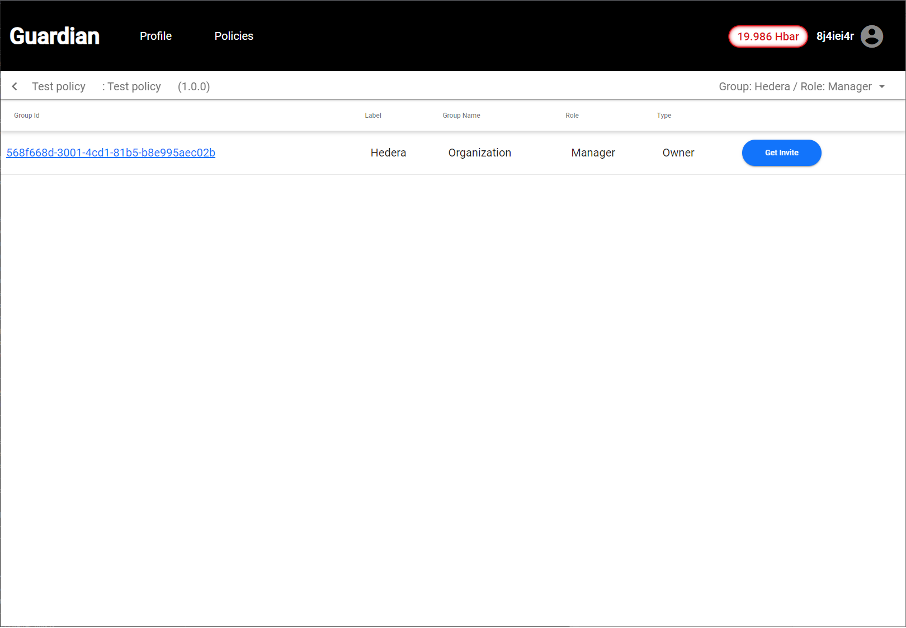 Guardian Profile Policies 19.986 Hbar 8j4iei4r
Test policy : Test policy (1.0.0) Group: Hedera / Role: Manager
Group Id Label Group Name Role Type
568f668d-3001-4cd1-81b5-b8e995aec02b Hedera Organization Manager Owner Get Invite